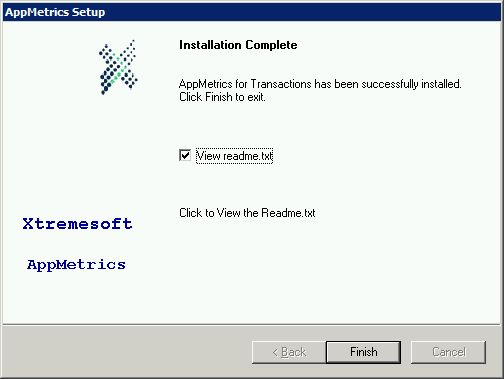 AppMetrics Setup
Installation Complete
AppMetrics for Transactions has been successfully installed.
Click Finish to exit.
View readme.txt
Click to View the Readme.txt
Xtremesoft
AppMetrics
< Back
Finish
Cancel